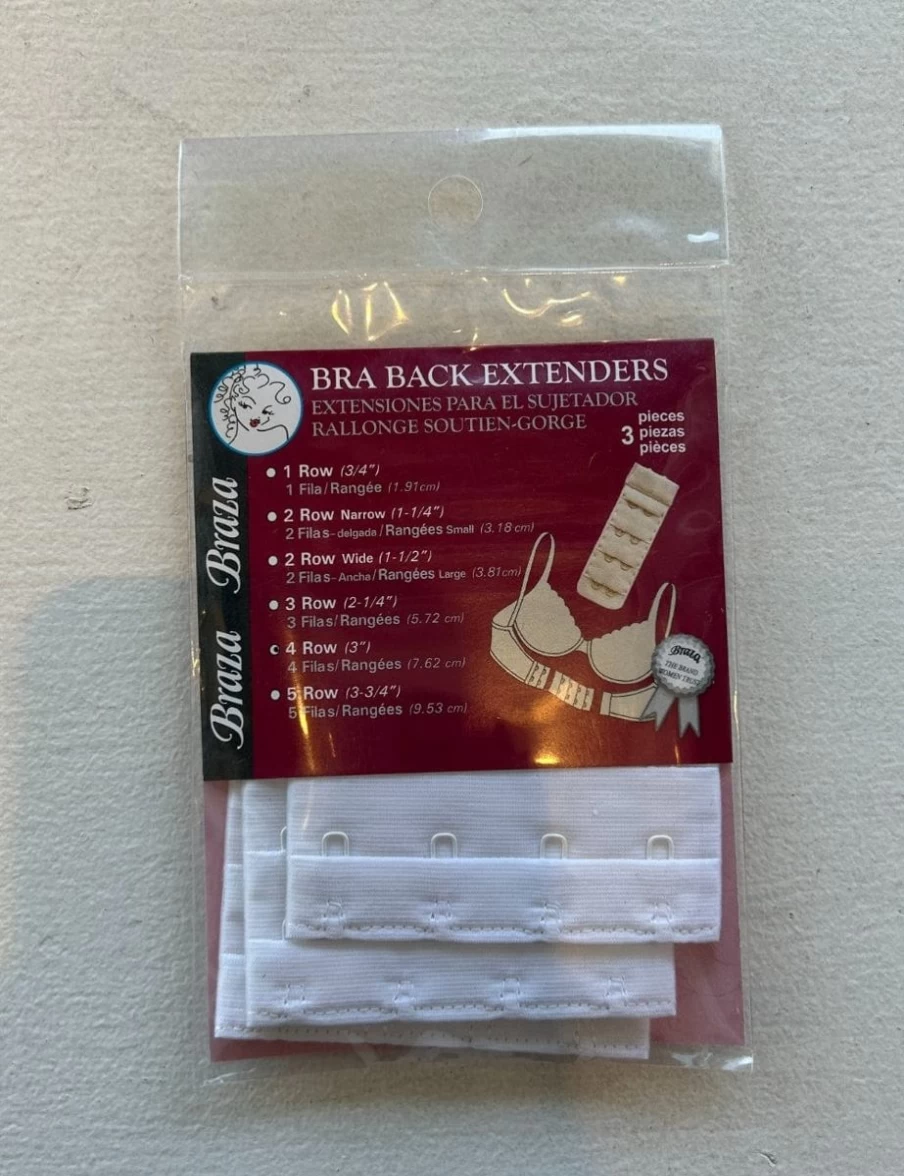 BRA BACK EXTENDERS
EXTENSIONES PARA EL SUJETADOR
RALLONGE SOUTIEN-GORGE
3 pieces
piezas
pièces
1 Row (3/4”)
1 Fila/Rangée (1.91cm)
2 Row Narrow (1-1/4”)
2 Filas-delgada/Rangées Small (3.18 cm)
2 Row Wide (1-1/2”)
2 Filas-Ancha/Rangées Large (3.81cm)
3 Row (2-1/4”)
3 Filas/Rangées (5.72 cm)
4 Row (3”)
4 Filas/Rangées (7.62 cm)
5 Row (3-3/4”)
5 Filas/Rangées (9.53 cm)
Braza Braza
Braza
THE BRAND
WOMEN TRUST